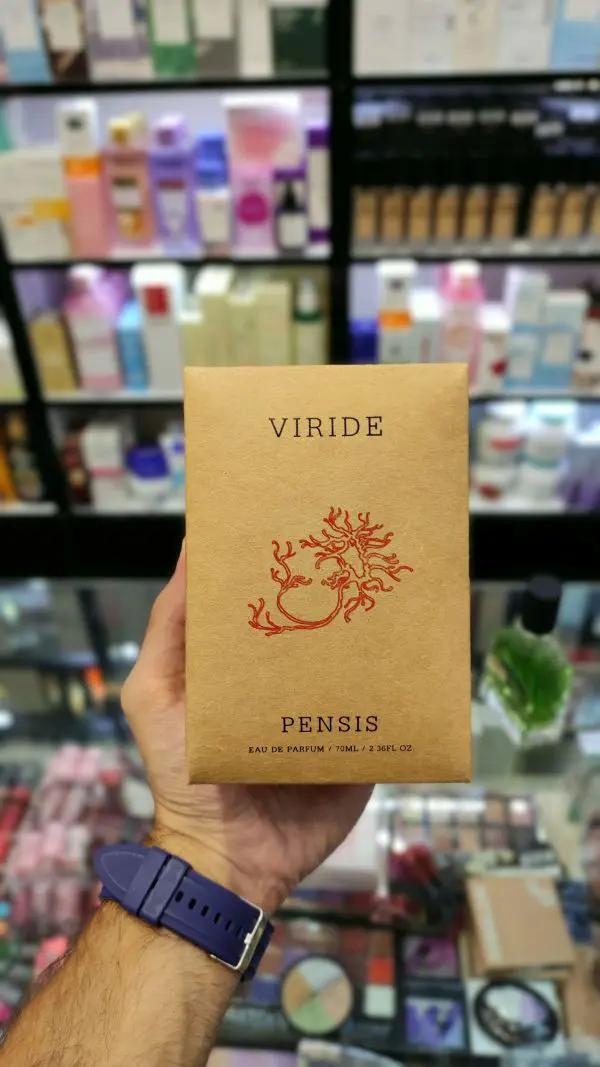 VIRIDE
PENSIS
EAU DE PARFUM / 70ML / 2 36FL OZ